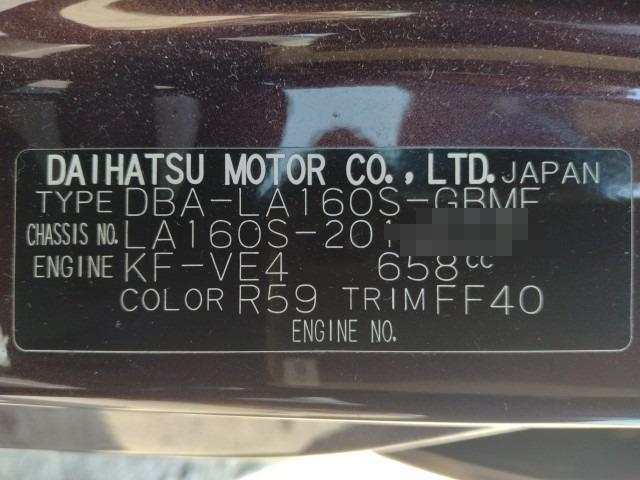 DAIHATSU MOTOR CO., LTD. JAPAN
TYPE DBA-LA160S-GBMF
CHASSIS NO. LA160S-201
ENGINE KF-VE4 658cc
COLOR R59 TRIM FF40
ENGINE NO.